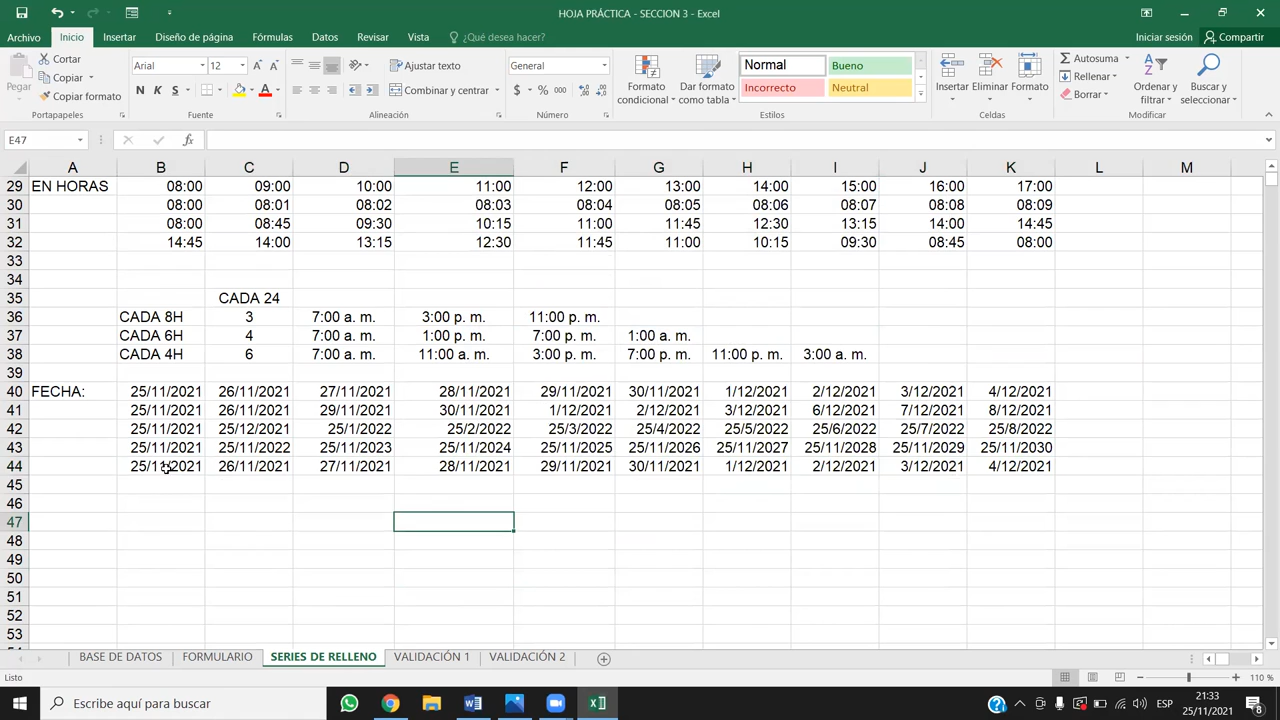 HOJA PRÁCTICA - SECCION 3 - Excel
Archivo Inicio Insertar Diseño de página Fórmulas Datos Revisar Vista ¿Qué desea hacer? Iniciar sesión Compartir
Pegar Cortar Arial 12 Ajustar texto General Formato condicional Dar formato como tabla Normal Bueno Insertar Eliminar Formato Autosuma Ordenar y filtrar Buscar y seleccionar
Copiar Rellenar
Copiar formato N K S Combinar y centrar $ % 000 Incorrecto Neutral Borrar
Portapapeles Fuente Alineación Número Estilos Celdas Modificar
E47 fx
A B C D E F G H I J K L M
29 EN HORAS 08:00 09:00 10:00 11:00 12:00 13:00 14:00 15:00 16:00 17:00
30 08:00 08:01 08:02 08:03 08:04 08:05 08:06 08:07 08:08 08:09
31 08:00 08:45 09:30 10:15 11:00 11:45 12:30 13:15 14:00 14:45
32 14:45 14:00 13:15 12:30 11:45 11:00 10:15 09:30 08:45 08:00
33
34
35 CADA 24
36 CADA 8H 3 7:00 a. m. 3:00 p. m. 11:00 p. m.
37 CADA 6H 4 7:00 a. m. 1:00 p. m. 7:00 p. m. 1:00 a. m.
38 CADA 4H 6 7:00 a. m. 11:00 a. m. 3:00 p. m. 7:00 p. m. 11:00 p. m. 3:00 a. m.
39
40 FECHA: 25/11/2021 26/11/2021 27/11/2021 28/11/2021 29/11/2021 30/11/2021 1/12/2021 2/12/2021 3/12/2021 4/12/2021
41 25/11/2021 26/11/2021 29/11/2021 30/11/2021 1/12/2021 2/12/2021 3/12/2021 6/12/2021 7/12/2021 8/12/2021
42 25/11/2021 25/12/2021 25/1/2022 25/2/2022 25/3/2022 25/4/2022 25/5/2022 25/6/2022 25/7/2022 25/8/2022
43 25/11/2021 25/11/2022 25/11/2023 25/11/2024 25/11/2025 25/11/2026 25/11/2027 25/11/2028 25/11/2029 25/11/2030
44 25/11/2021 26/11/2021 27/11/2021 28/11/2021 29/11/2021 30/11/2021 1/12/2021 2/12/2021 3/12/2021 4/12/2021
45
46
47
48
49
50
51
52
53
BASE DE DATOS FORMULARIO SERIES DE RELLENO VALIDACIÓN 1 VALIDACIÓN 2
Listo 110 %
Escribe aquí para buscar ESP 21:33
25/11/2021 8